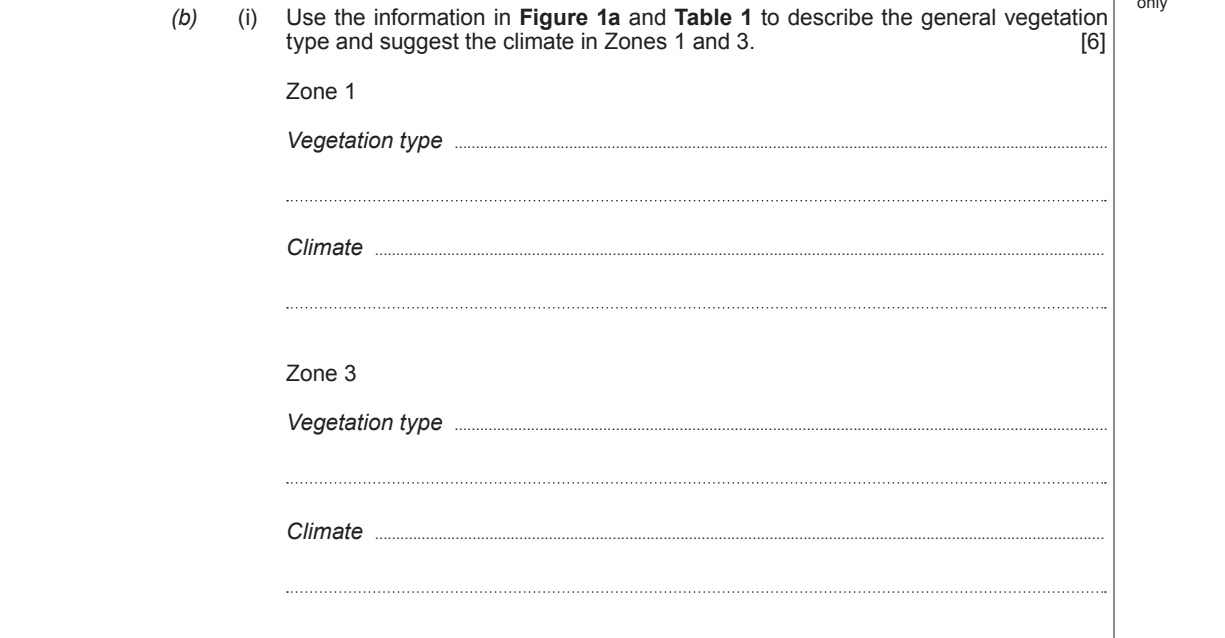 only
(b) (i) Use the information in Figure 1a and Table 1 to describe the general vegetation
type and suggest the climate in Zones 1 and 3. [6]
Zone 1
Vegetation type
Climate
Zone 3
Vegetation type
Climate